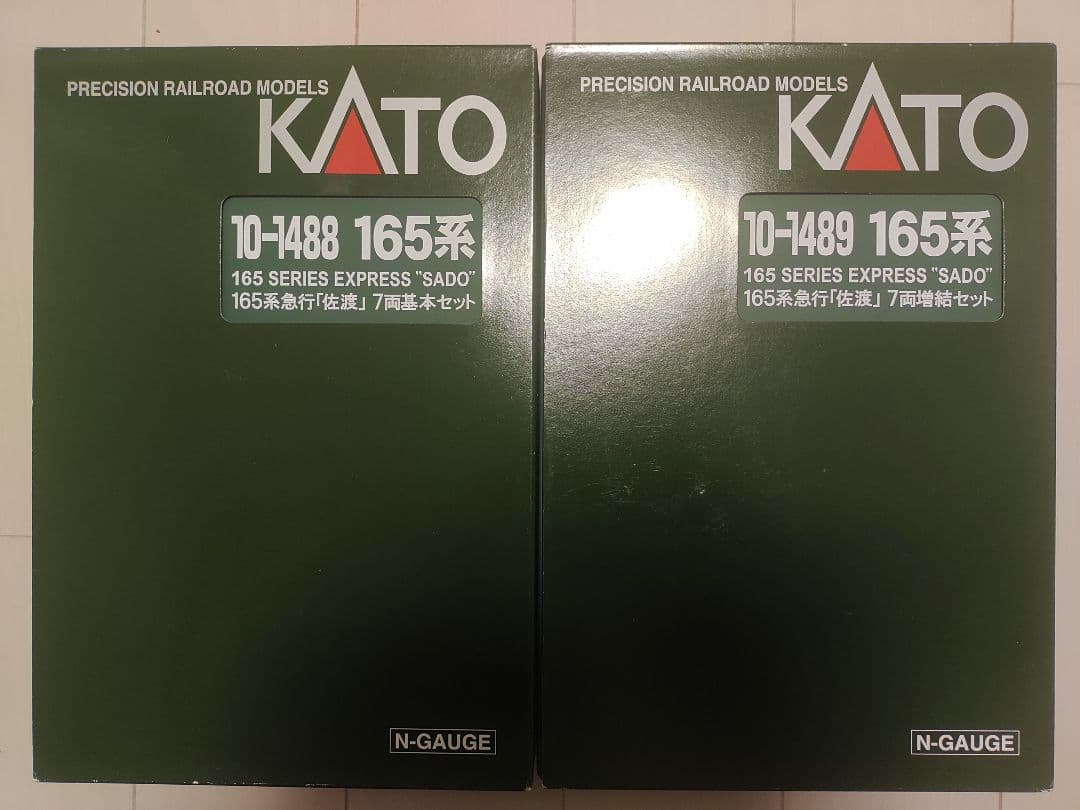 PRECISION RAILROAD MODELS
KATO
10-1488 165系
165 SERIES EXPRESS "SADO"
165系急行「佐渡」7両基本セット
N-GAUGE
PRECISION RAILROAD MODELS
KATO
10-1489 165系
165 SERIES EXPRESS "SADO"
165系急行「佐渡」7両増結セット
N-GAUGE